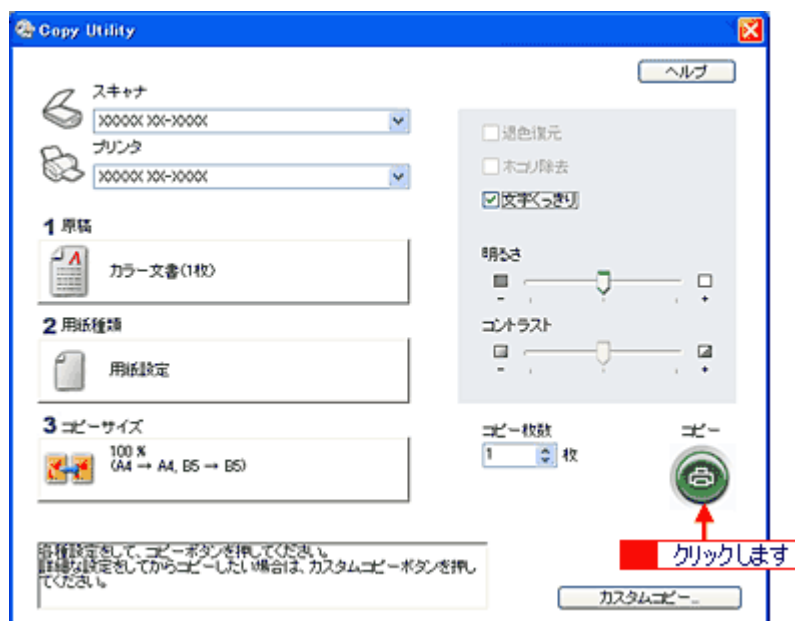 Copy Utility
ヘルプ
スキャナ
XXXXX XX-XXXX
プリンタ
XXXXX XX-XXXX
退色復元
ホコリ除去
文字くっきり
1 原稿
カラー文書(1枚)
明るさ
- +
2 用紙種類
用紙設定
コントラスト
- +
3 コピーサイズ
100 %
(A4 → A4, B5 → B5)
コピー枚数
1 枚
コピー
クリックします
各種設定をして、コピーボタンを押してください。
詳細な設定をしてからコピーしたい場合は、カスタムコピーボタンを押し
てください。
カスタムコピー...